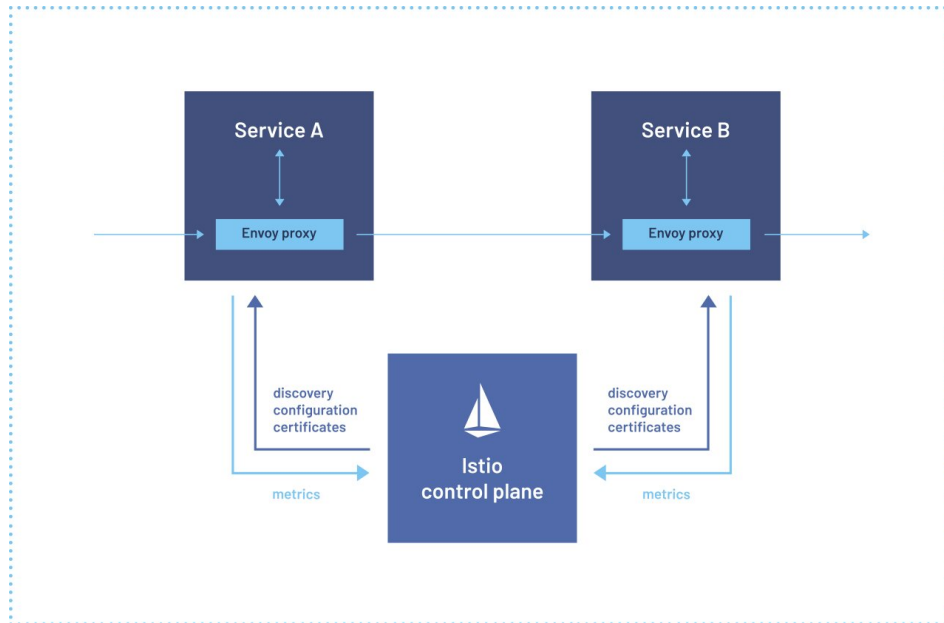 Service A
Service B
Envoy proxy
Envoy proxy
discovery
configuration
certificates
discovery
configuration
certificates
Istio
control plane
metrics
metrics